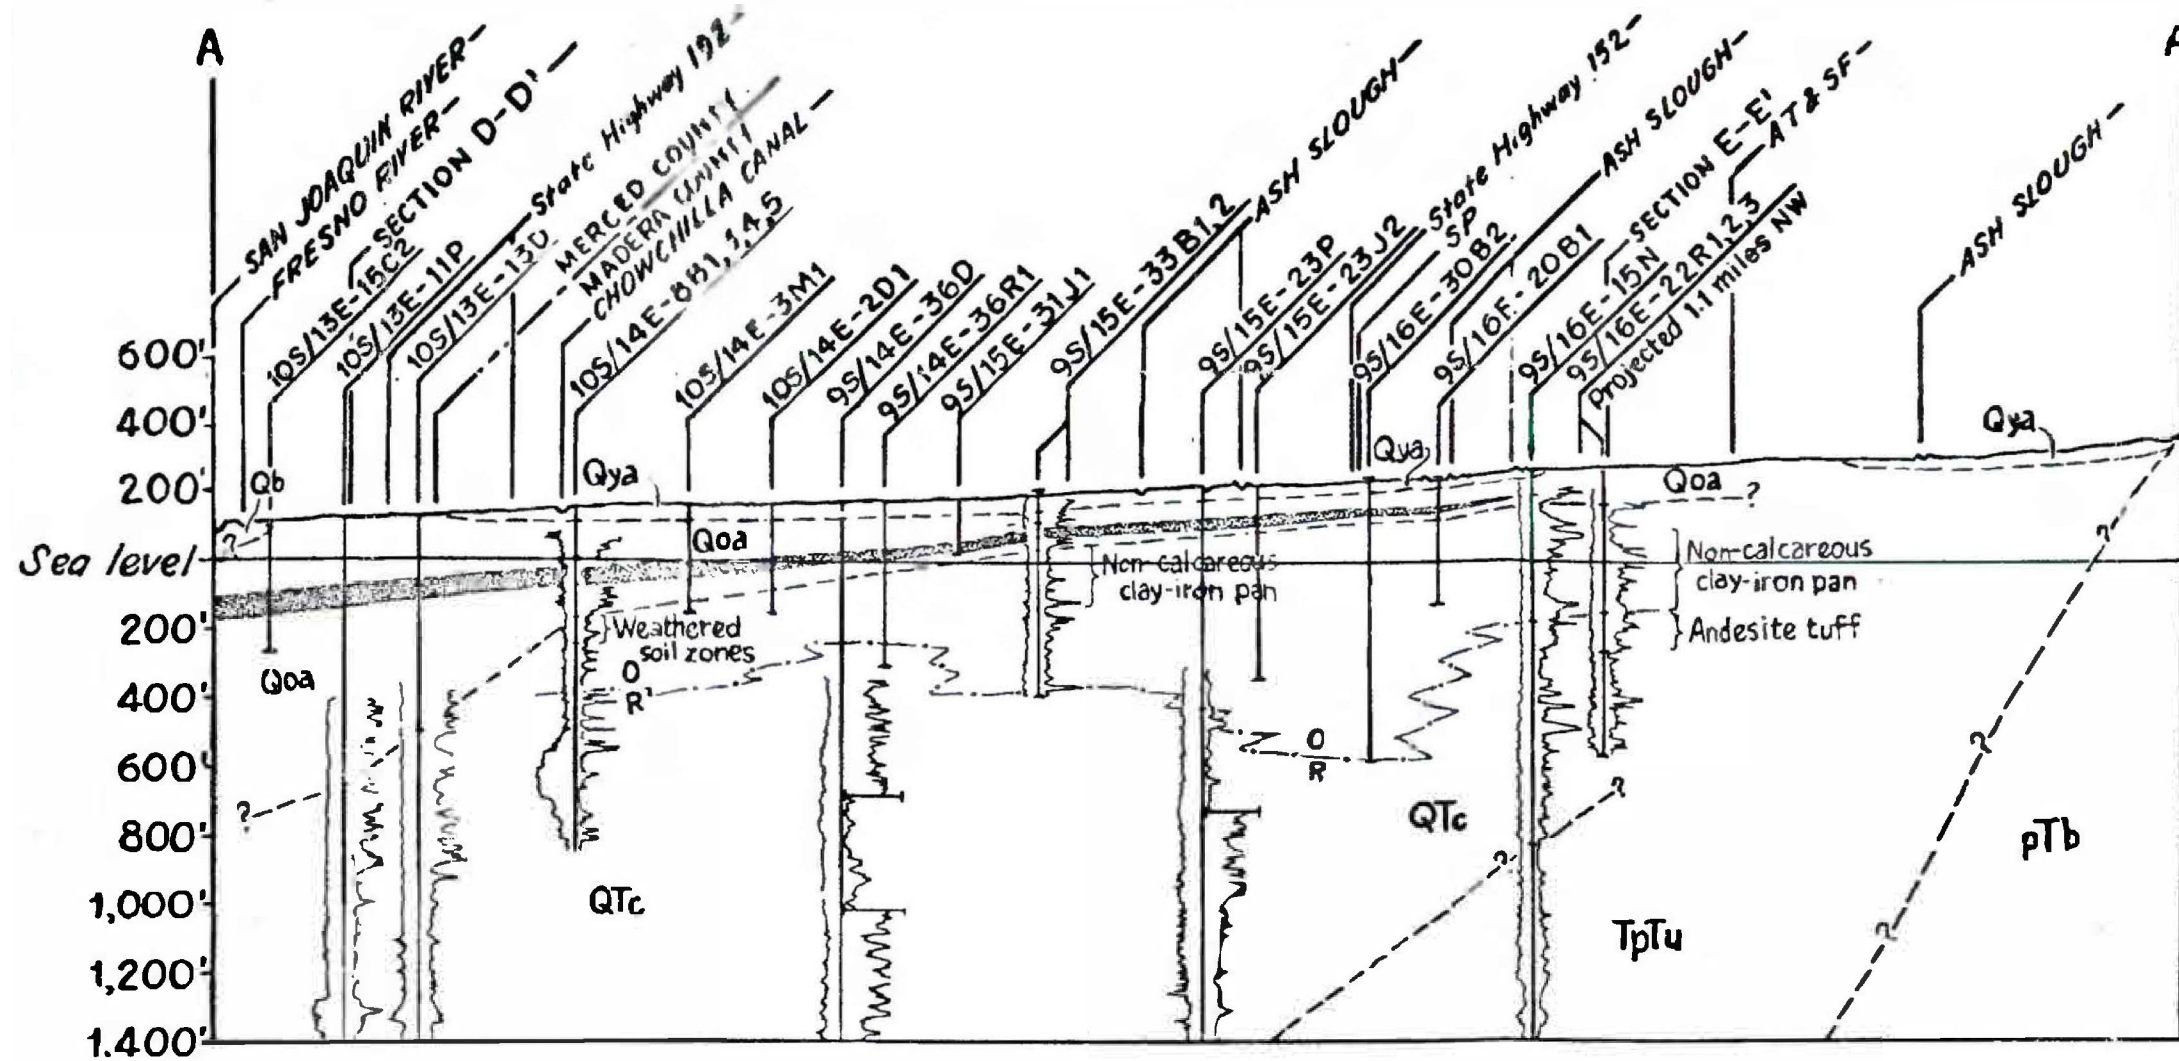 A
A
SAN JOAQUIN RIVER
FRESNO RIVER
SECTION D-D'
10S/13E-15C2
10S/13E-11P
State Highway 152
10S/13E-13D
MERCED COUNTY
MADERA COUNTY
CHOWCHILLA CANAL
10S/14E-8B1,3,4,5
10S/14E-3M1
10S/14E-2D1
9S/14E-36D
9S/14E-36R1
9S/15E-31J1
9S/15E-33B1,2
ASH SLOUGH
9S/15E-23P
9S/15E-23J2
State Highway 152
SP
9S/16E-30B2
ASH SLOUGH
9S/16E-20B1
SECTION E-E'
9S/16E-15N
AT & SF
9S/16E-22R1,2,3
Projected 1.1 miles NW
ASH SLOUGH
600'
400'
200'
Sea level
200'
400'
600'
800'
1,000'
1,200'
1.400'
Qb
?
Qya
Qya
Qya
Qoa
Qoa
Qoa
?
Non-calcareous
clay-iron pan
Non-calcareous
clay-iron pan
Andesite tuff
Weathered
soil zones
O
R
O
R
?
?
?
?
?
?
QTc
QTc
TpTu
pTb